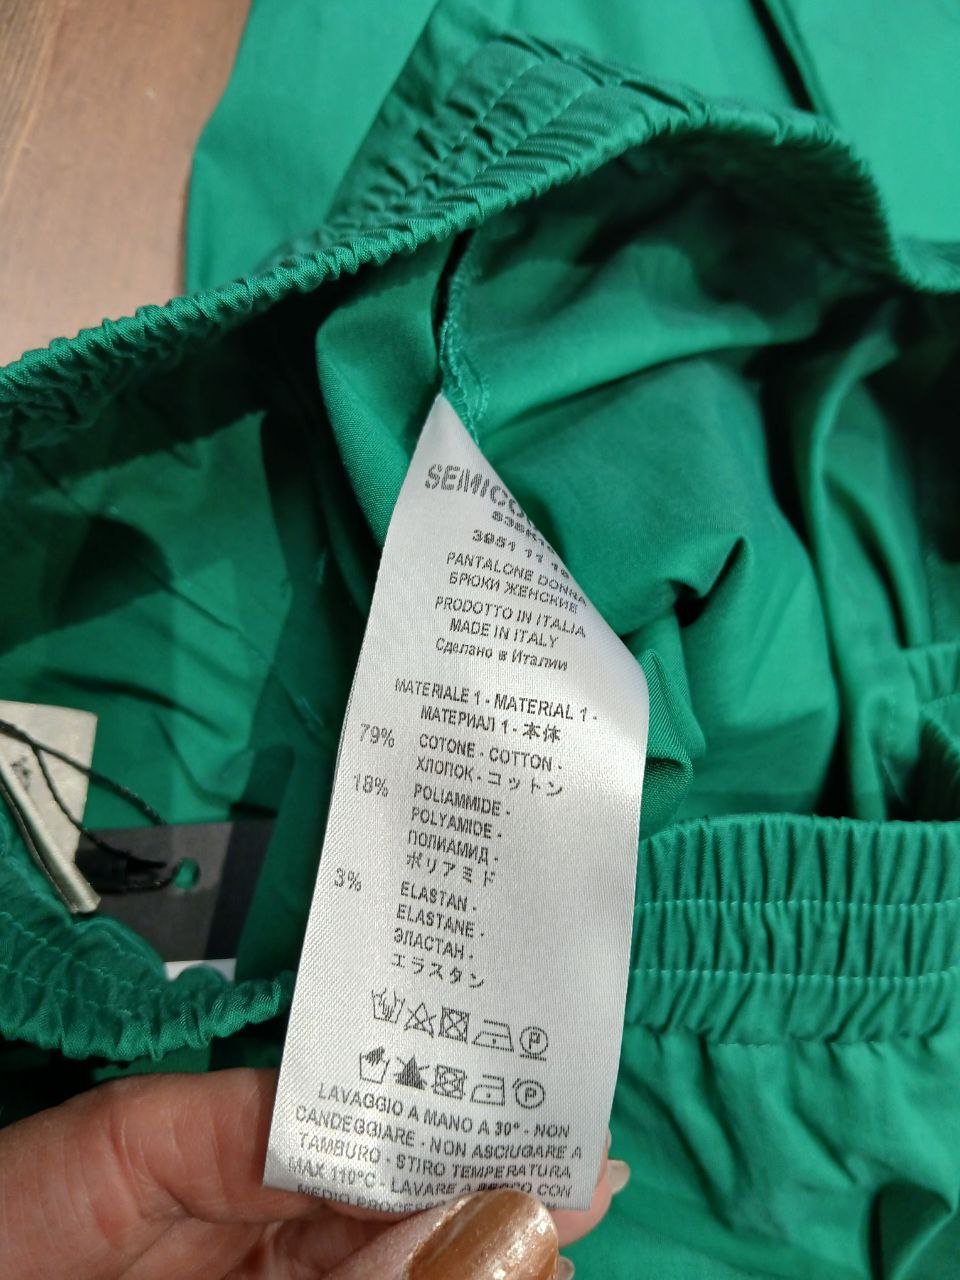 PANTALONE DONNA
БРЮКИ ЖЕНСКИЕ
PRODOTTO IN ITALIA
MADE IN ITALY
Сделано в Италии
MATERIALE 1 - MATERIAL 1 -
МАТЕРИАЛ 1 - 本体
79% COTONE - COTTON -
ХЛОПОК - コットン
18% POLIAMMIDE -
POLYAMIDE -
ПОЛИАМИД -
ポリアミド
3% ELASTAN -
ELASTANE -
ЭЛАСТАН -
エラスタン
P
P
LAVAGGIO A MANO A 30° - NON
CANDEGGIARE - NON ASCIUGARE A
TAMBURO - STIRO TEMPERATURA
MAX 110°C - LAVARE A SECCO CON